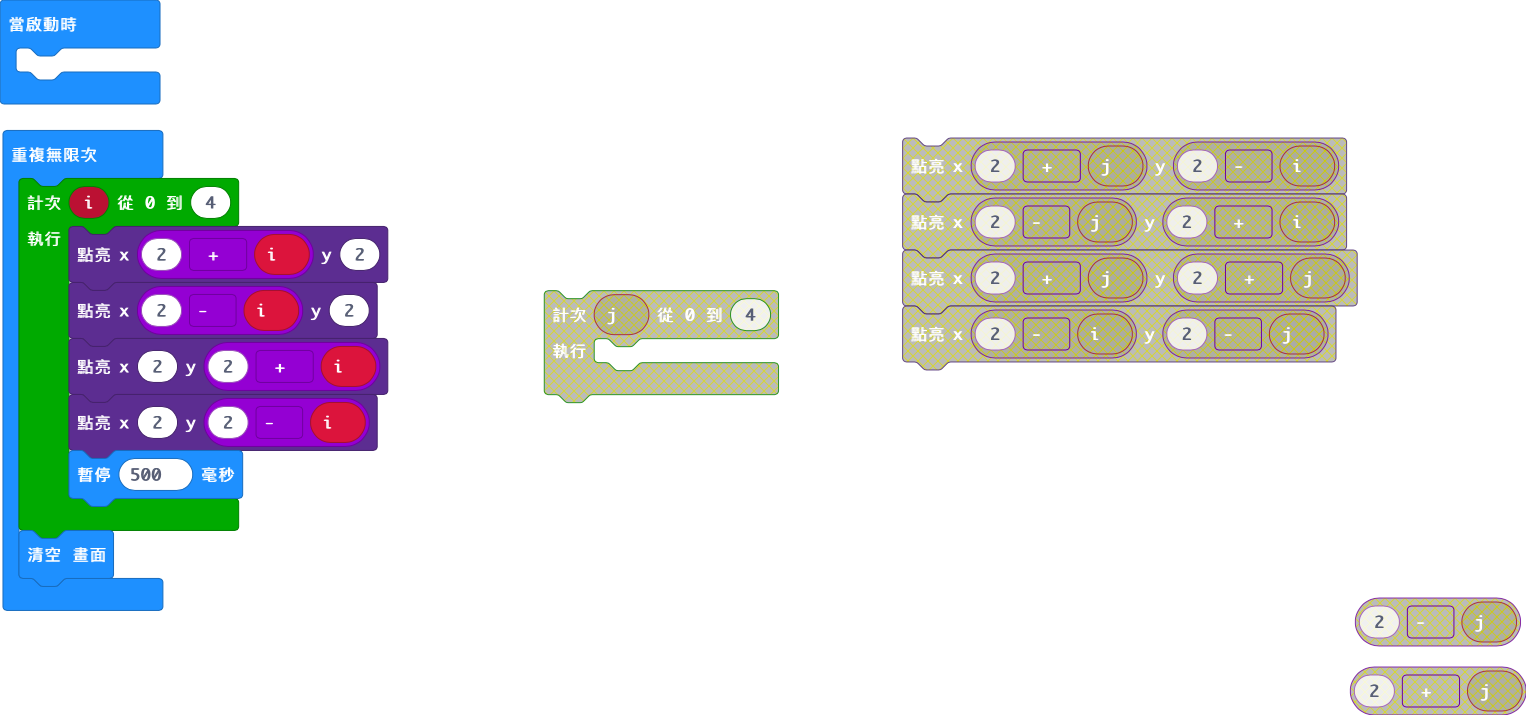 當啟動時
重複無限次
計次 i 從 0 到 4
執行
點亮 x 2 + i y 2
點亮 x 2 - i y 2
點亮 x 2 y 2 + i
點亮 x 2 y 2 - i
暫停 500 毫秒
清空 畫面
計次 j 從 0 到 4
執行
點亮 x 2 + j y 2 - i
點亮 x 2 - j y 2 + i
點亮 x 2 + j y 2 + j
點亮 x 2 - i y 2 - j
2 - j
2 + j